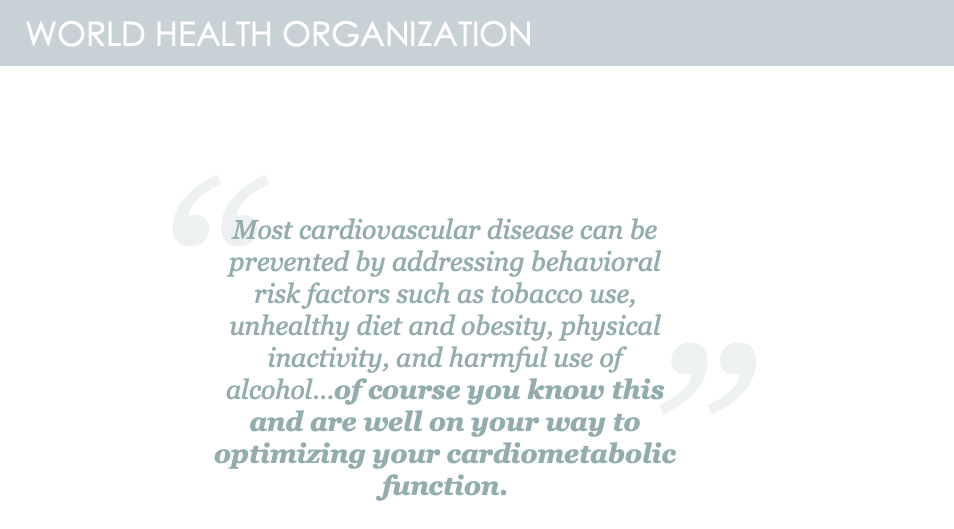 WORLD HEALTH ORGANIZATION
“Most cardiovascular disease can be
prevented by addressing behavioral
risk factors such as tobacco use,
unhealthy diet and obesity, physical
inactivity, and harmful use of
alcohol...of course you know this
and are well on your way to
optimizing your cardiometabolic
function.”